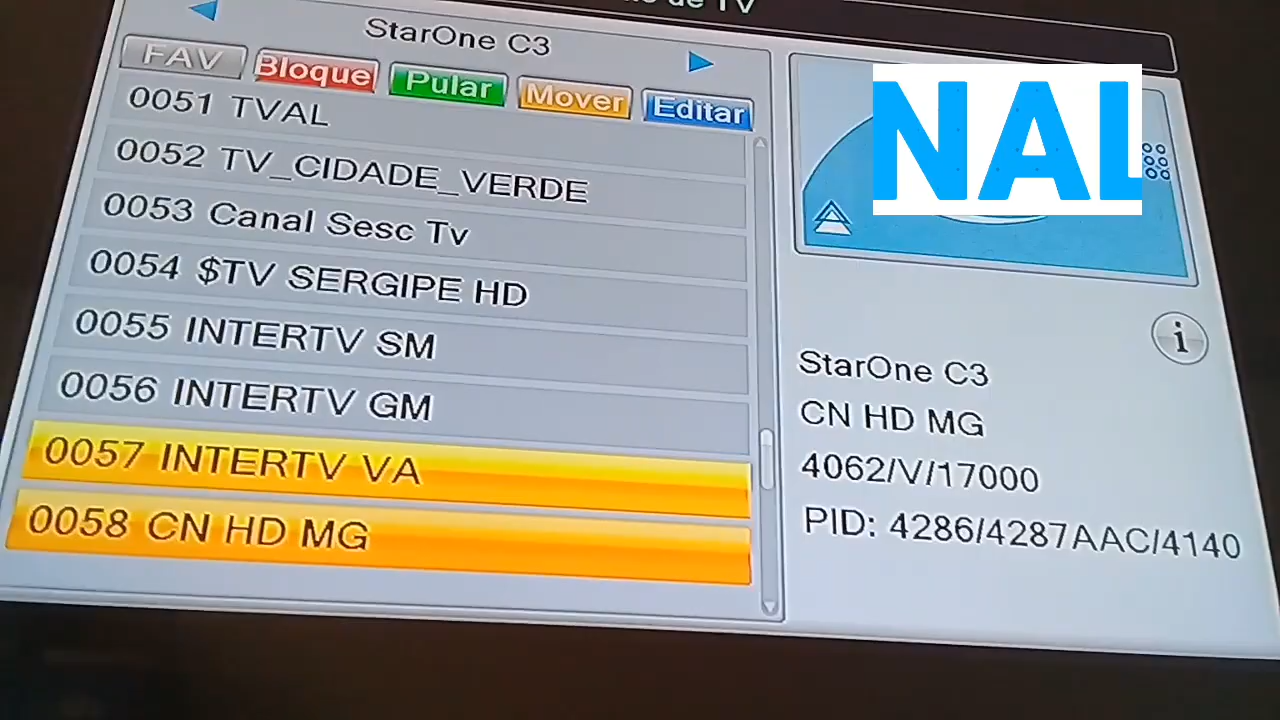 de TV
StarOne C3
FAV Bloque Pular Mover Editar
0051 TVAL
0052 TV_CIDADE_VERDE
0053 Canal Sesc Tv
0054 $TV SERGIPE HD
0055 INTERTV SM
0056 INTERTV GM
0057 INTERTV VA
0058 CN HD MG
NAL
i
StarOne C3
CN HD MG
4062/V/17000
PID: 4286/4287AAC/4140